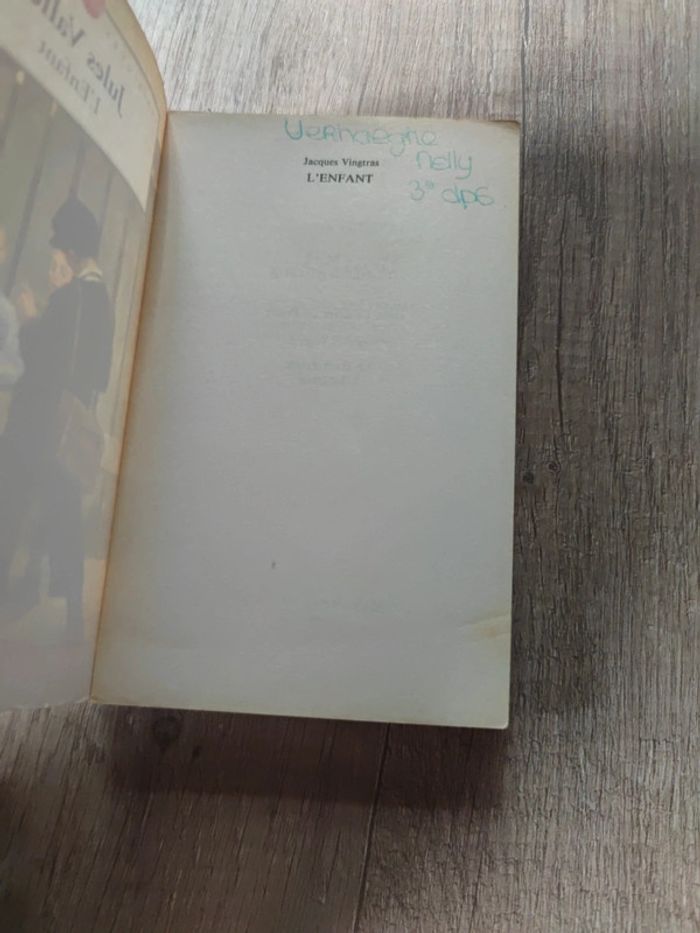 Jules Vallès
L'Enfant
Verhaeghe
Nelly
3e dp6
Jacques Vingtras
L'ENFANT